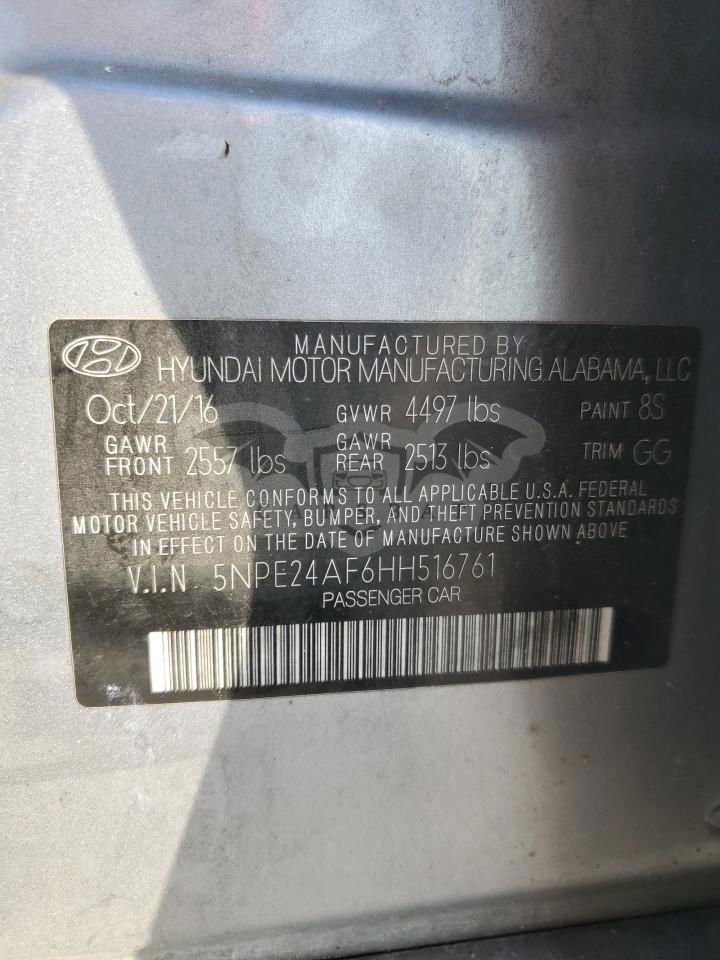 MANUFACTURED BY
HYUNDAI MOTOR MANUFACTURING ALABAMA, LLC
Oct/21/16 GVWR 4497 lbs PAINT 8S
GAWR FRONT 2557 lbs GAWR REAR 2513 lbs TRIM GG
THIS VEHICLE CONFORMS TO ALL APPLICABLE U.S.A. FEDERAL
MOTOR VEHICLE SAFETY, BUMPER, AND THEFT PREVENTION STANDARDS
IN EFFECT ON THE DATE OF MANUFACTURE SHOWN ABOVE
V.I.N 5NPE24AF6HH516761
PASSENGER CAR